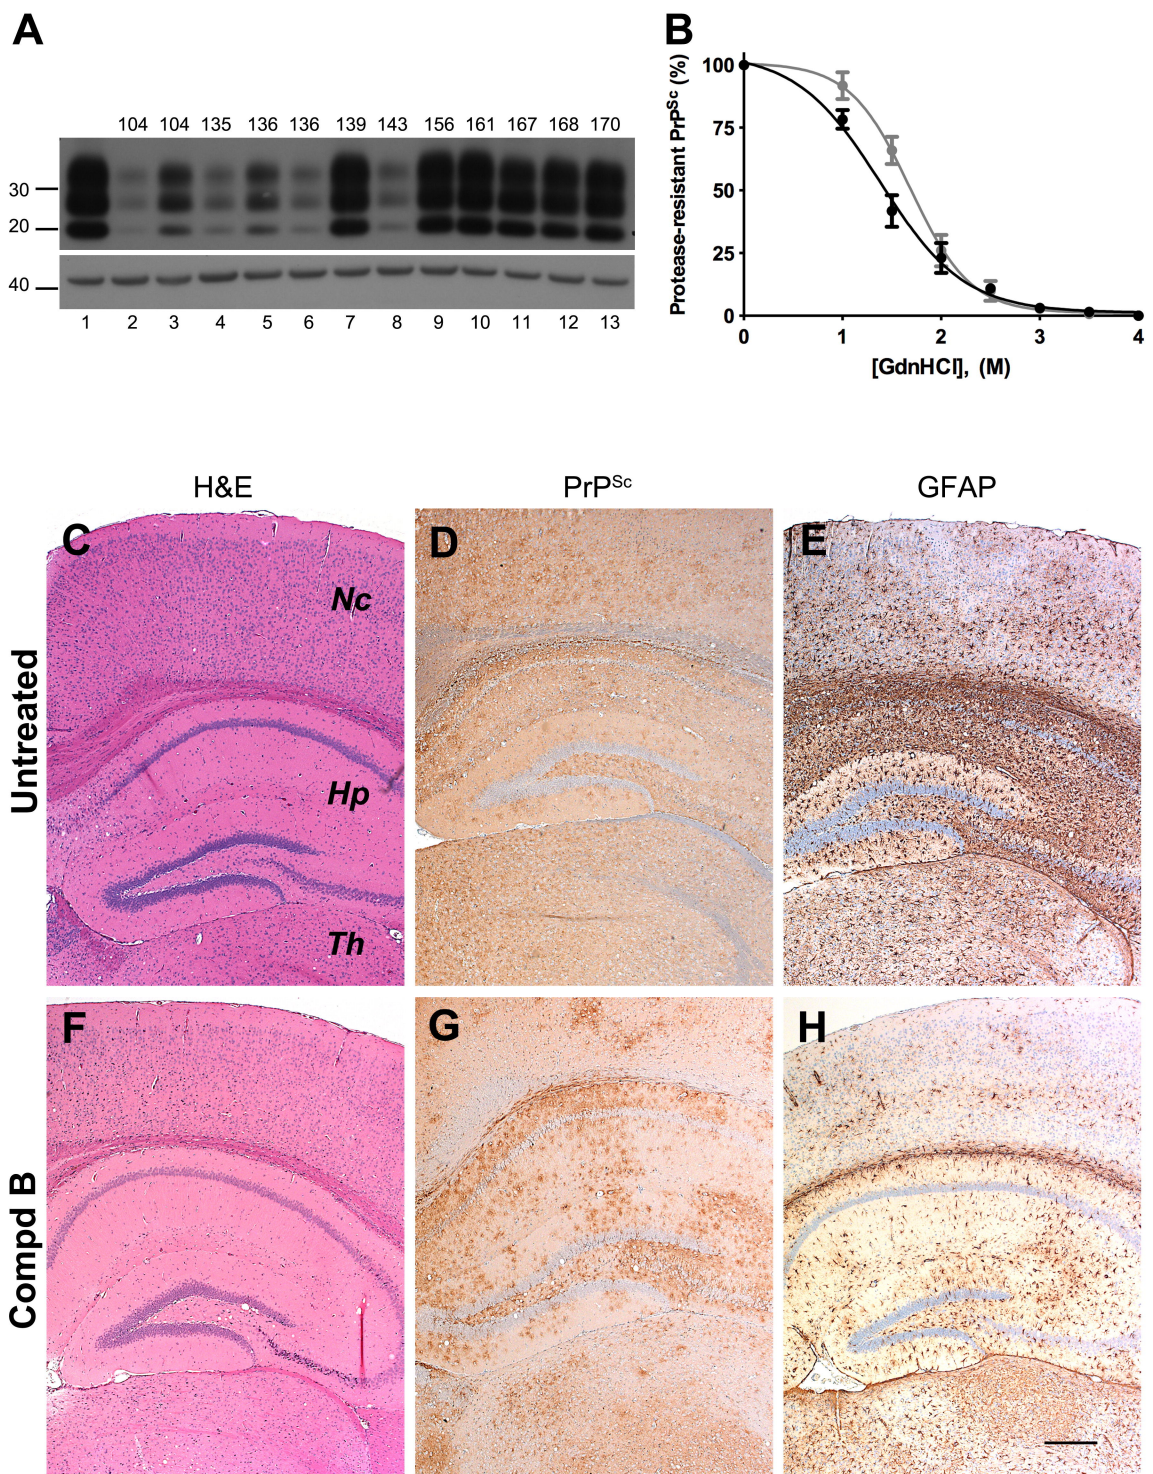 A
104 104 135 136 136 139 143 156 161 167 168 170
30
20
40
1 2 3 4 5 6 7 8 9 10 11 12 13
B
Protease-resistant PrPSc (%)
100
75
50
25
0
0 1 2 3 4
[GdnHCl], (M)
H&E PrPSc GFAP
Untreated
C
Nc
Hp
Th
D
E
Compd B
F
G
H